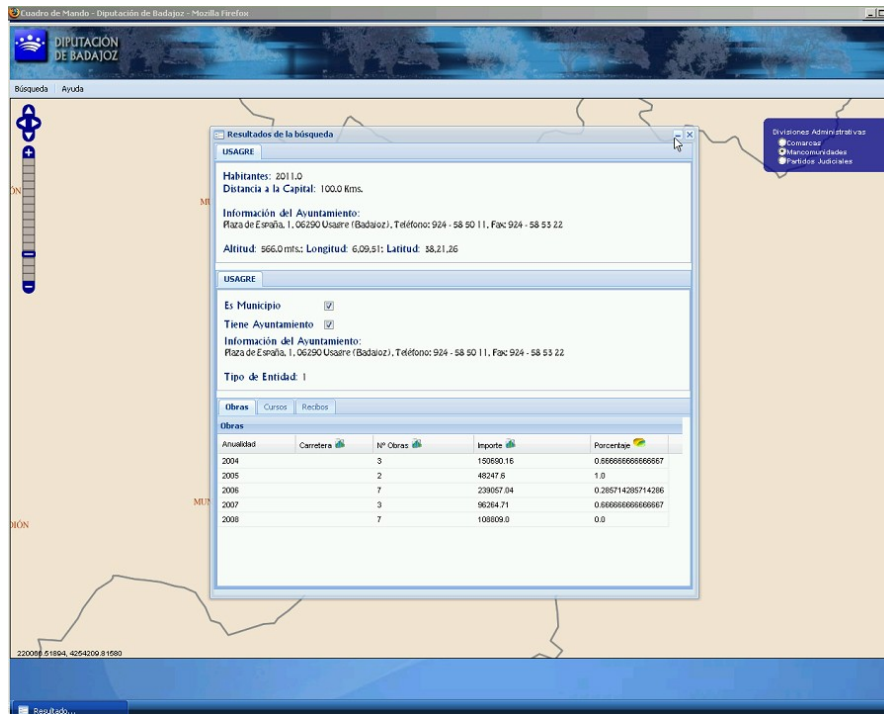 Cuadro de Mando - Diputación de Badajoz - Mozilla Firefox
DIPUTACIÓN
DE BADAJOZ
Búsqueda Ayuda
Divisiones Administrativas
Comarcas
Mancomunidades
Partidos Judiciales
Resultados de la búsqueda
USAGRE
Habitantes: 2011.0
Distancia a la Capital: 100.0 Kms.
Información del Ayuntamiento:
Plaza de España, 1, 06290 Usagre (Badajoz), Teléfono: 924 - 58 50 11, Fax: 924 - 58 53 22
Altitud: 566.0 mts.; Longitud: 6,09,51; Latitud: 38,21,26
USAGRE
Es Municipio
Tiene Ayuntamiento
Información del Ayuntamiento:
Plaza de España, 1, 06290 Usagre (Badajoz), Teléfono: 924 - 58 50 11, Fax: 924 - 58 53 22
Tipo de Entidad: 1
Obras Cursos Recibos
Obras
Anualidad Carretera Nº Obras Importe Porcentaje
2004 3 150690.16 0.666666666666667
2005 2 48247.6 1.0
2006 7 239057.04 0.285714285714286
2007 3 96264.71 0.666666666666667
2008 7 108809.0 0.0
DIÓN
Resultado...